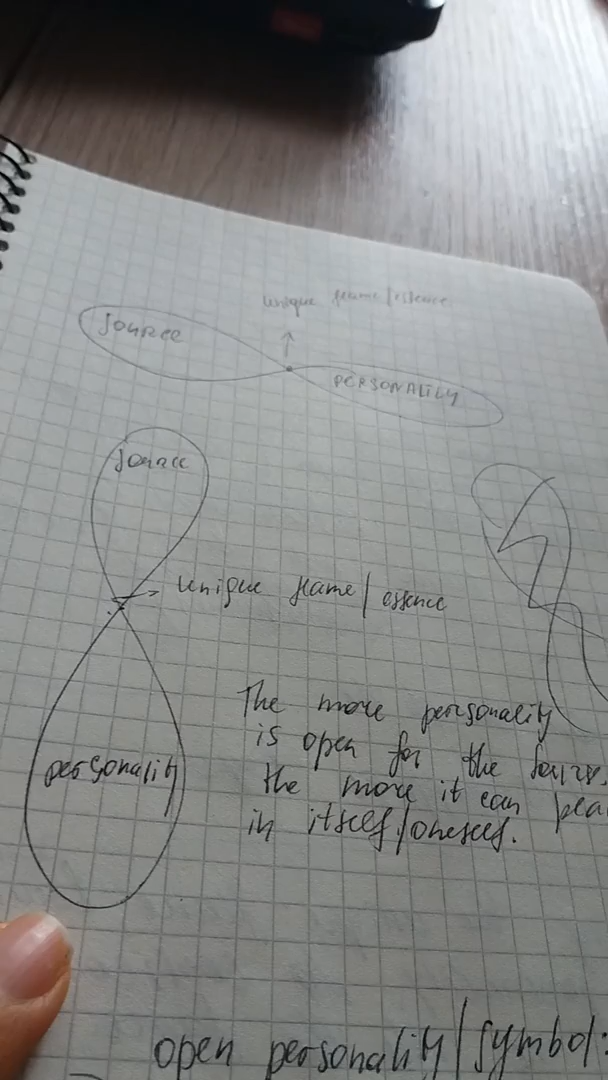 unique flame/essence
Source
PERSONALITY
Source
unique flame/essence
personality
The more personality
is open for the
the more it can
in itself/oneself.
open personality/symbol: